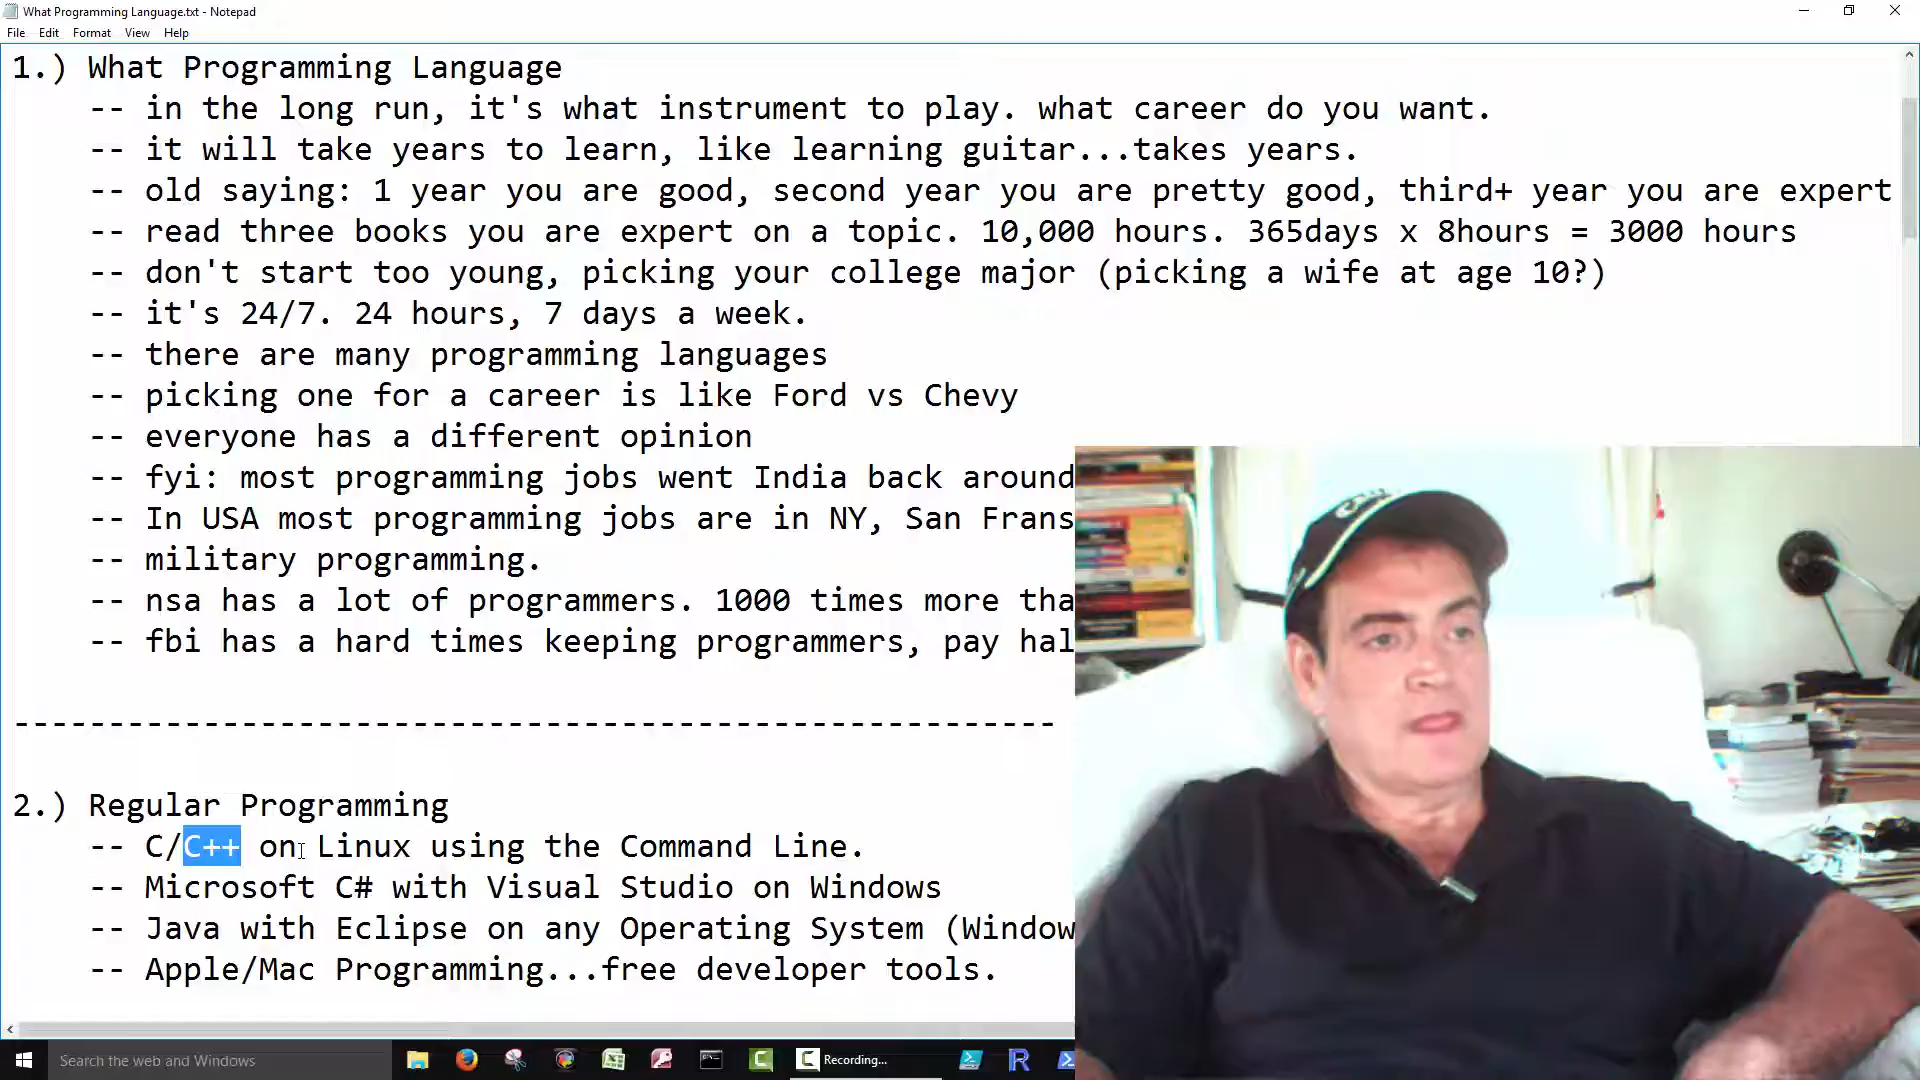 What Programming Language.txt - Notepad
File Edit Format View Help
1.) What Programming Language
-- in the long run, it's what instrument to play. what career do you want.
-- it will take years to learn, like learning guitar...takes years.
-- old saying: 1 year you are good, second year you are pretty good, third+ year you are expert
-- read three books you are expert on a topic. 10,000 hours. 365days x 8hours = 3000 hours
-- don't start too young, picking your college major (picking a wife at age 10?)
-- it's 24/7. 24 hours, 7 days a week.
-- there are many programming languages
-- picking one for a career is like Ford vs Chevy
-- everyone has a different opinion
-- fyi: most programming jobs went India back around
-- In USA most programming jobs are in NY, San Frans
-- military programming.
-- nsa has a lot of programmers. 1000 times more tha
-- fbi has a hard times keeping programmers, pay hal
-------------------------------------------------------
2.) Regular Programming
-- C/C++ on Linux using the Command Line.
-- Microsoft C# with Visual Studio on Windows
-- Java with Eclipse on any Operating System (Window
-- Apple/Mac Programming...free developer tools.
Search the web and Windows
Recording...